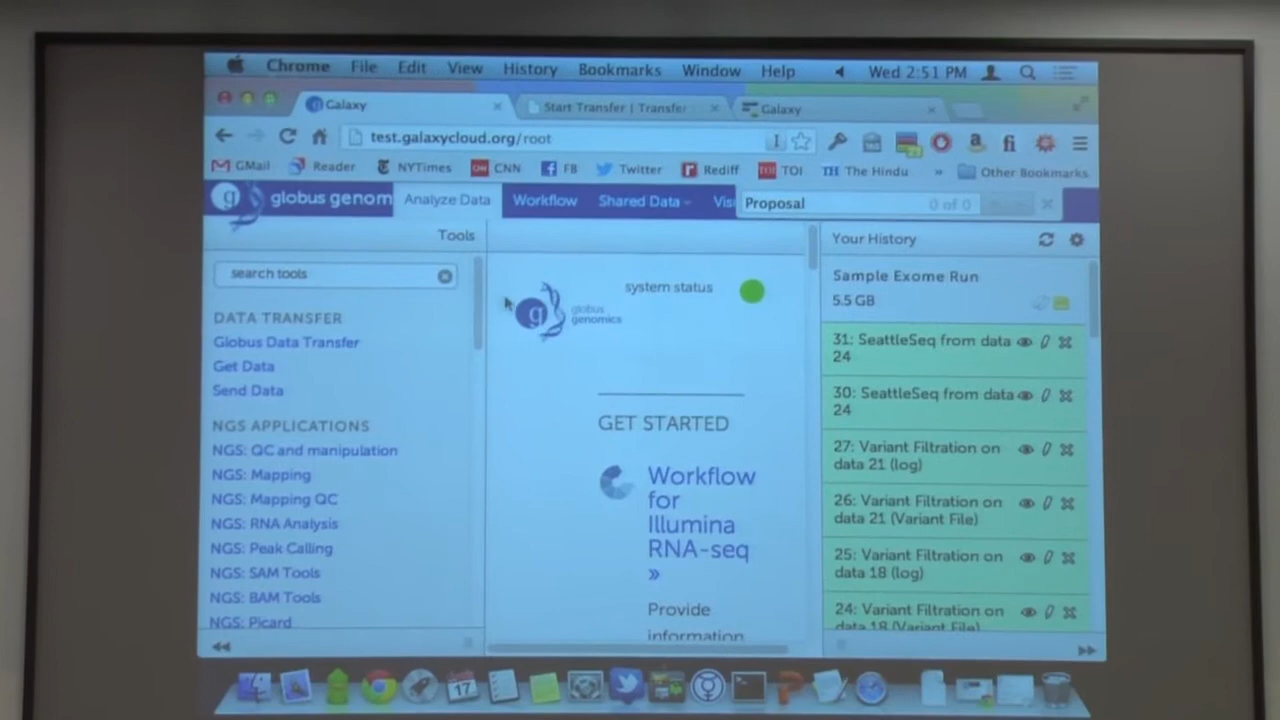 Chrome File Edit View History Bookmarks Window Help Wed 2:51 PM
Galaxy Start Transfer | Transfer Galaxy
test.galaxycloud.org/root
GMail Reader NYTimes CNN FB Twitter Rediff TOI The Hindu » Other Bookmarks
globus genom Analyze Data Workflow Shared Data Vis Proposal 0 of 0
Tools
search tools
DATA TRANSFER
Globus Data Transfer
Get Data
Send Data
NGS APPLICATIONS
NGS: QC and manipulation
NGS: Mapping
NGS: Mapping QC
NGS: RNA Analysis
NGS: Peak Calling
NGS: SAM Tools
NGS: BAM Tools
NGS: Picard
system status
g globus
genomics
GET STARTED
Workflow
for
Illumina
RNA-seq
»
Provide
information
Your History
Sample Exome Run
5.5 GB
31: SeattleSeq from data
24
30: SeattleSeq from data
24
27: Variant Filtration on
data 21 (log)
26: Variant Filtration on
data 21 (Variant File)
25: Variant Filtration on
data 18 (log)
24: Variant Filtration on
data 18 (Variant File)
17